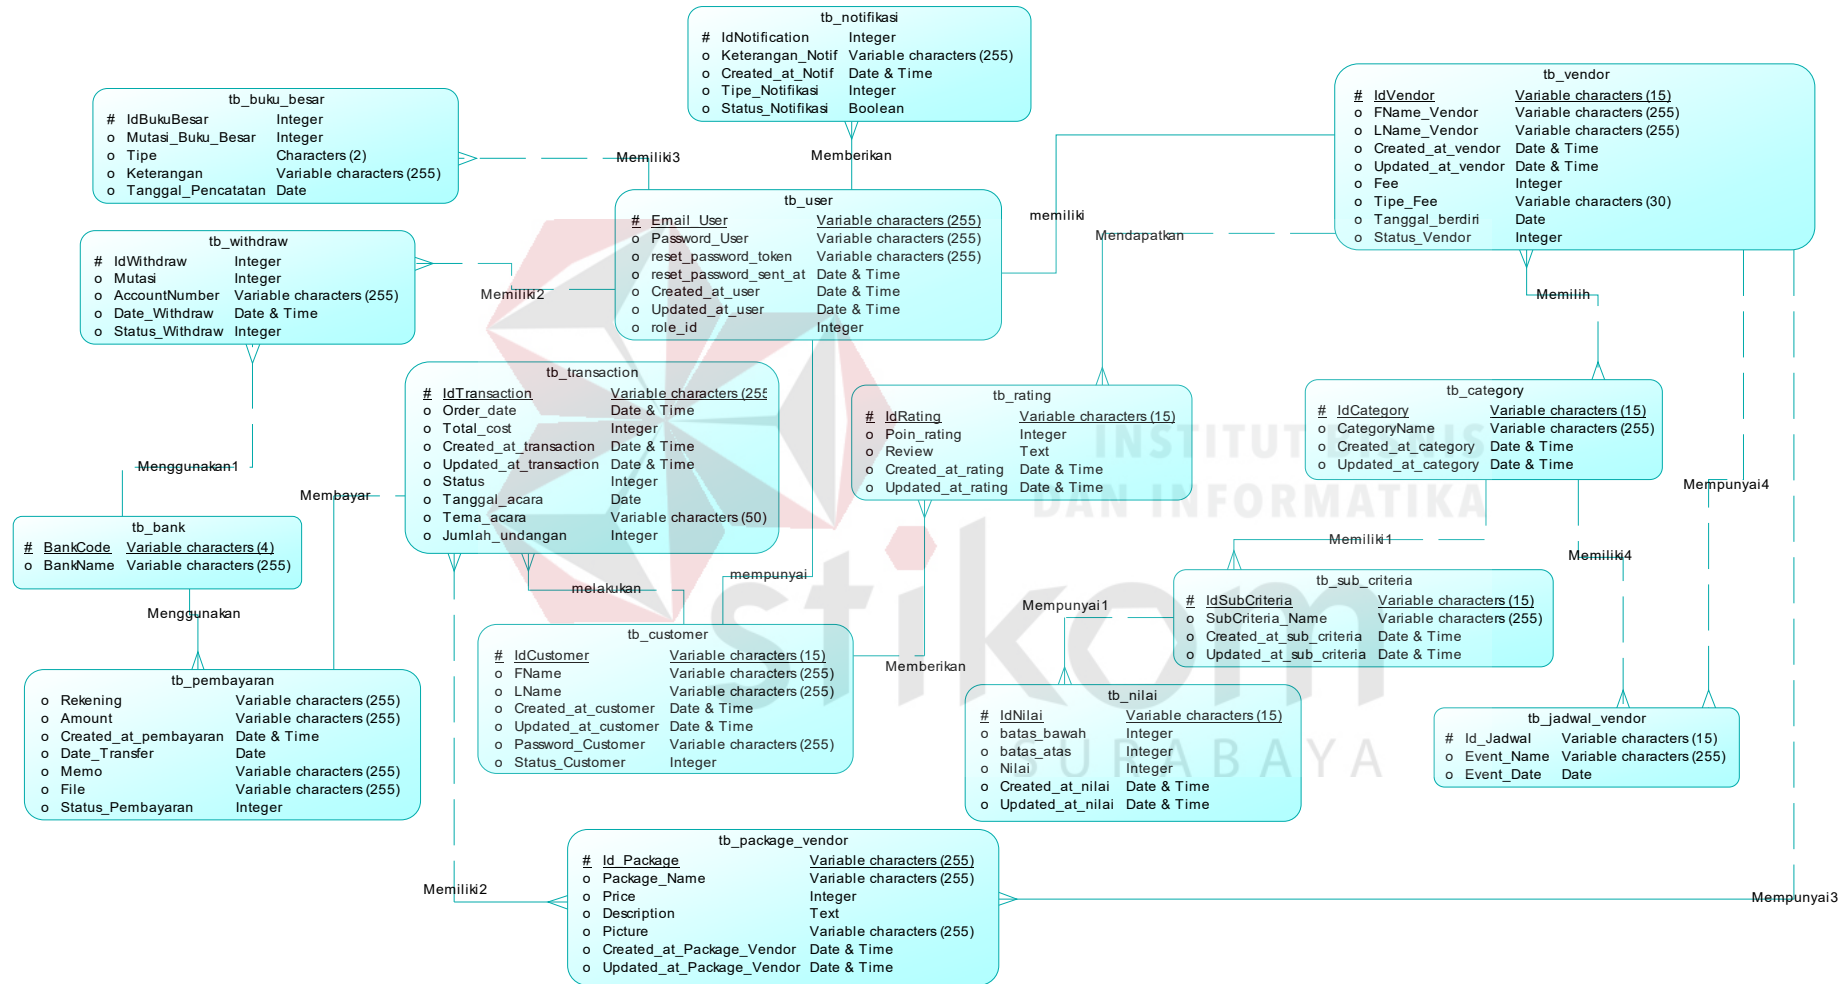 tb_notifikasi
# IdNotification Integer
o Keterangan_Notif Variable characters (255)
o Created_at_Notif Date & Time
o Tipe_Notifikasi Integer
o Status_Notifikasi Boolean
tb_vendor
# IdVendor Variable characters (15)
o FName_Vendor Variable characters (255)
o LName_Vendor Variable characters (255)
o Created_at_vendor Date & Time
o Updated_at_vendor Date & Time
o Fee Integer
o Tipe_Fee Variable characters (30)
o Tanggal_berdiri Date
o Status_Vendor Integer
tb_buku_besar
# IdBukuBesar Integer
o Mutasi_Buku_Besar Integer
o Tipe Characters (2)
o Keterangan Variable characters (255)
o Tanggal_Pencatatan Date
Memiliki3
Memberikan
tb_user
# Email_User Variable characters (255)
o Password_User Variable characters (255)
o reset_password_token Variable characters (255)
o reset_password_sent_at Date & Time
o Created_at_user Date & Time
o Updated_at_user Date & Time
o role_id Integer
memiliki
Mendapatkan
tb_withdraw
# IdWithdraw Integer
o Mutasi Integer
o AccountNumber Variable characters (255)
o Date_Withdraw Date & Time
o Status_Withdraw Integer
Memiliki2
Memilih
tb_transaction
# IdTransaction Variable characters (255
o Order_date Date & Time
o Total_cost Integer
o Created_at_transaction Date & Time
o Updated_at_transaction Date & Time
o Status Integer
o Tanggal_acara Date
o Tema_acara Variable characters (50)
o Jumlah_undangan Integer
tb_rating
# IdRating Variable characters (15)
o Poin_rating Integer
o Review Text
o Created_at_rating Date & Time
o Updated_at_rating Date & Time
tb_category
# IdCategory Variable characters (15)
o CategoryName Variable characters (255)
o Created_at_category Date & Time
o Updated_at_category Date & Time
INSTITUT BISNIS
DAN INFORMATIKA
Menggunakan1
Membayar
Mempunyai4
tb_bank
# BankCode Variable characters (4)
o BankName Variable characters (255)
Memiliki1
Memiliki4
mempunyai
melakukan
Menggunakan
Mempunyai1
tb_sub_criteria
# IdSubCriteria Variable characters (15)
o SubCriteria_Name Variable characters (255)
o Created_at_sub_criteria Date & Time
o Updated_at_sub_criteria Date & Time
stikom
SURABAYA
tb_customer
# IdCustomer Variable characters (15)
o FName Variable characters (255)
o LName Variable characters (255)
o Created_at_customer Date & Time
o Updated_at_customer Date & Time
o Password_Customer Variable characters (255)
o Status_Customer Integer
Memberikan
tb_pembayaran
o Rekening Variable characters (255)
o Amount Variable characters (255)
o Created_at_pembayaran Date & Time
o Date_Transfer Date
o Memo Variable characters (255)
o File Variable characters (255)
o Status_Pembayaran Integer
tb_nilai
# IdNilai Variable characters (15)
o batas_bawah Integer
o batas_atas Integer
o Nilai Integer
o Created_at_nilai Date & Time
o Updated_at_nilai Date & Time
tb_jadwal_vendor
# Id_Jadwal Variable characters (15)
o Event_Name Variable characters (255)
o Event_Date Date
tb_package_vendor
# Id_Package Variable characters (255)
o Package_Name Variable characters (255)
o Price Integer
o Description Text
o Picture Variable characters (255)
o Created_at_Package_Vendor Date & Time
o Updated_at_Package_Vendor Date & Time
Memiliki2
Mempunyai3